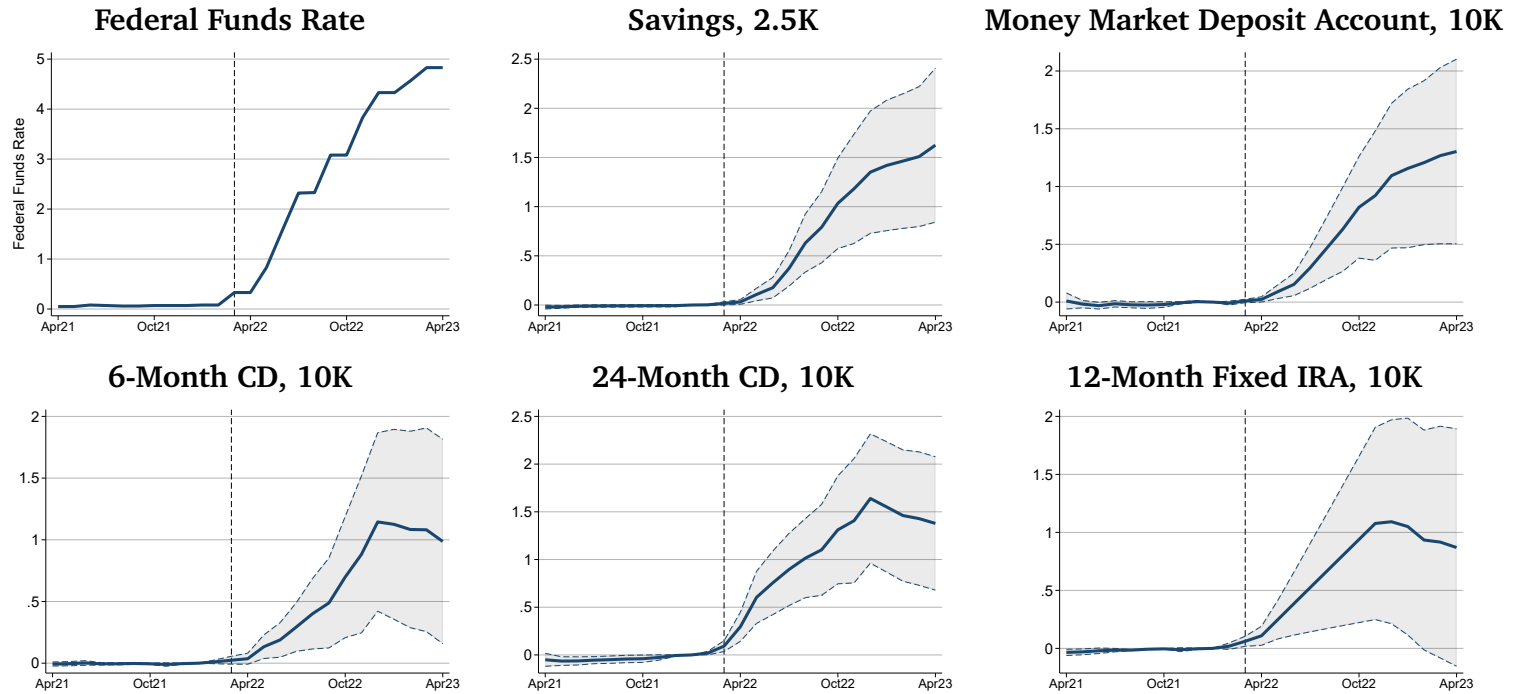 Federal Funds Rate
Savings, 2.5K
Money Market Deposit Account, 10K
Federal Funds Rate
5
4
3
2
1
0
Apr21
Oct21
Apr22
Oct22
Apr23
2.5
2
1.5
1
.5
0
Apr21
Oct21
Apr22
Oct22
Apr23
2
1.5
1
.5
0
Apr21
Oct21
Apr22
Oct22
Apr23
6-Month CD, 10K
24-Month CD, 10K
12-Month Fixed IRA, 10K
2
1.5
1
.5
0
Apr21
Oct21
Apr22
Oct22
Apr23
2.5
2
1.5
1
.5
0
Apr21
Oct21
Apr22
Oct22
Apr23
2
1.5
1
.5
0
Apr21
Oct21
Apr22
Oct22
Apr23